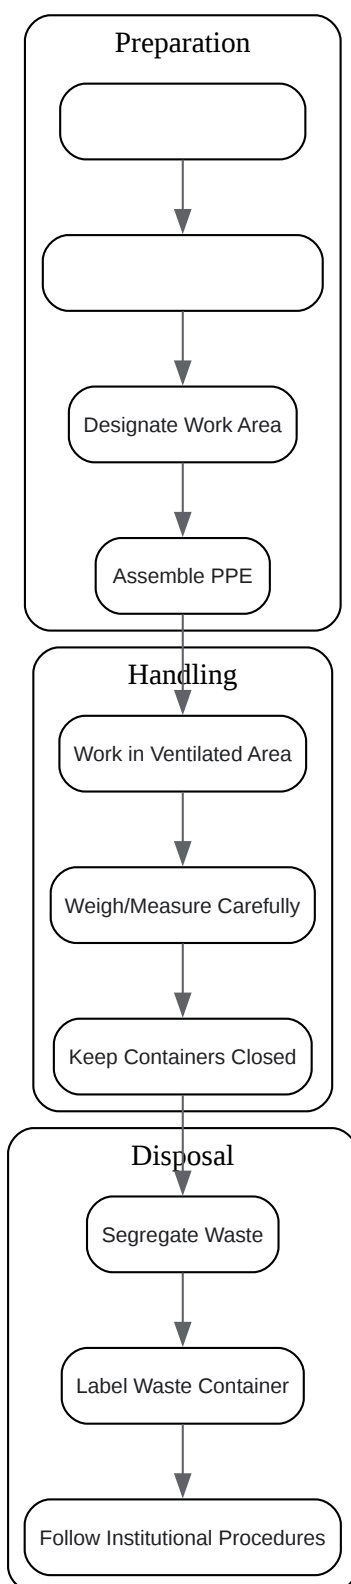 Preparation
Designate Work Area
Assemble PPE
Handling
Work in Ventilated Area
Weigh/Measure Carefully
Keep Containers Closed
Disposal
Segregate Waste
Label Waste Container
Follow Institutional Procedures